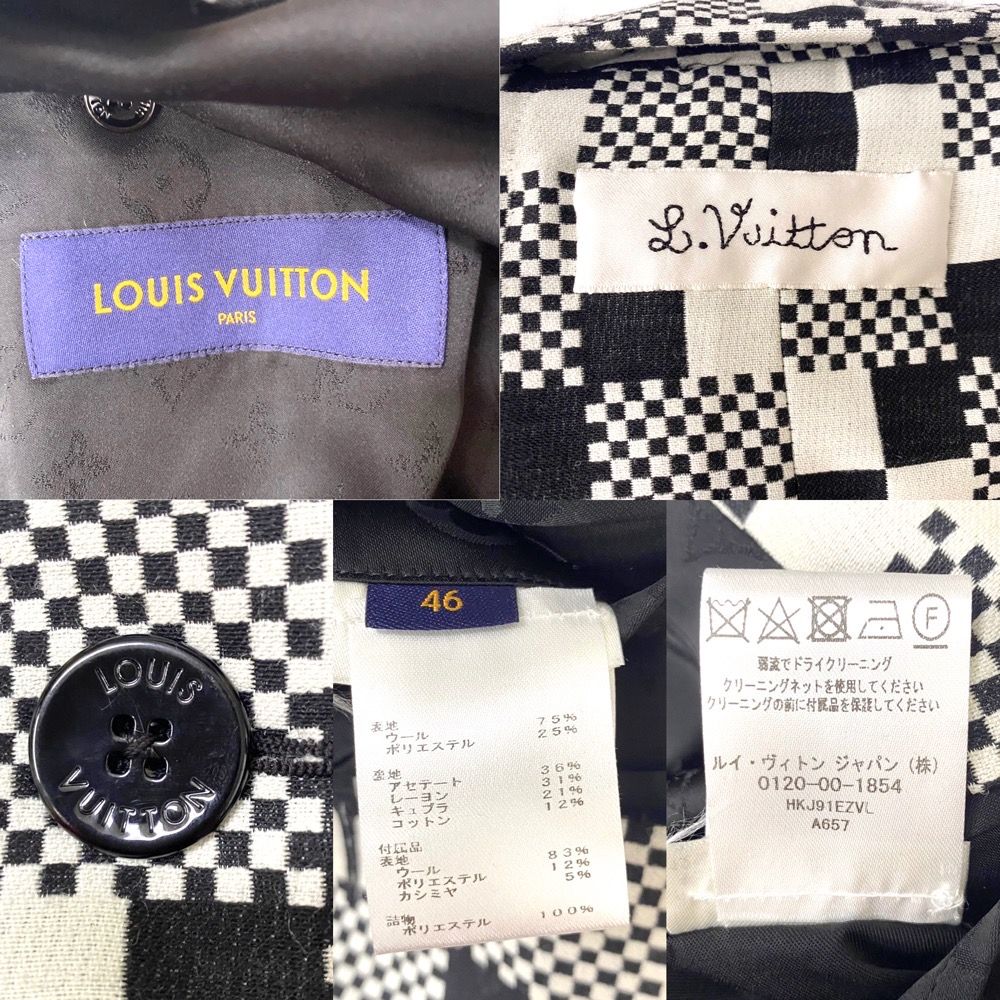 LOUIS VUITTON
PARIS
L.Vuitton
LOUIS
VUITTON
46
表地
ウール 75%
ポリエステル 25%
変地
アセテート 36%
レーヨン 31%
キュプラ 21%
コットン 12%
付属品
表地
ウール 83%
ポリエステル 12%
カシミヤ 5%
詰物
ポリエステル 100%
F
弱流でドライクリーニング
クリーニングネットを使用してください
クリーニングの前に付属品を保護してください
ルイ・ヴィトン ジャパン(株)
0120-00-1854
HKJ91EZVL
A657